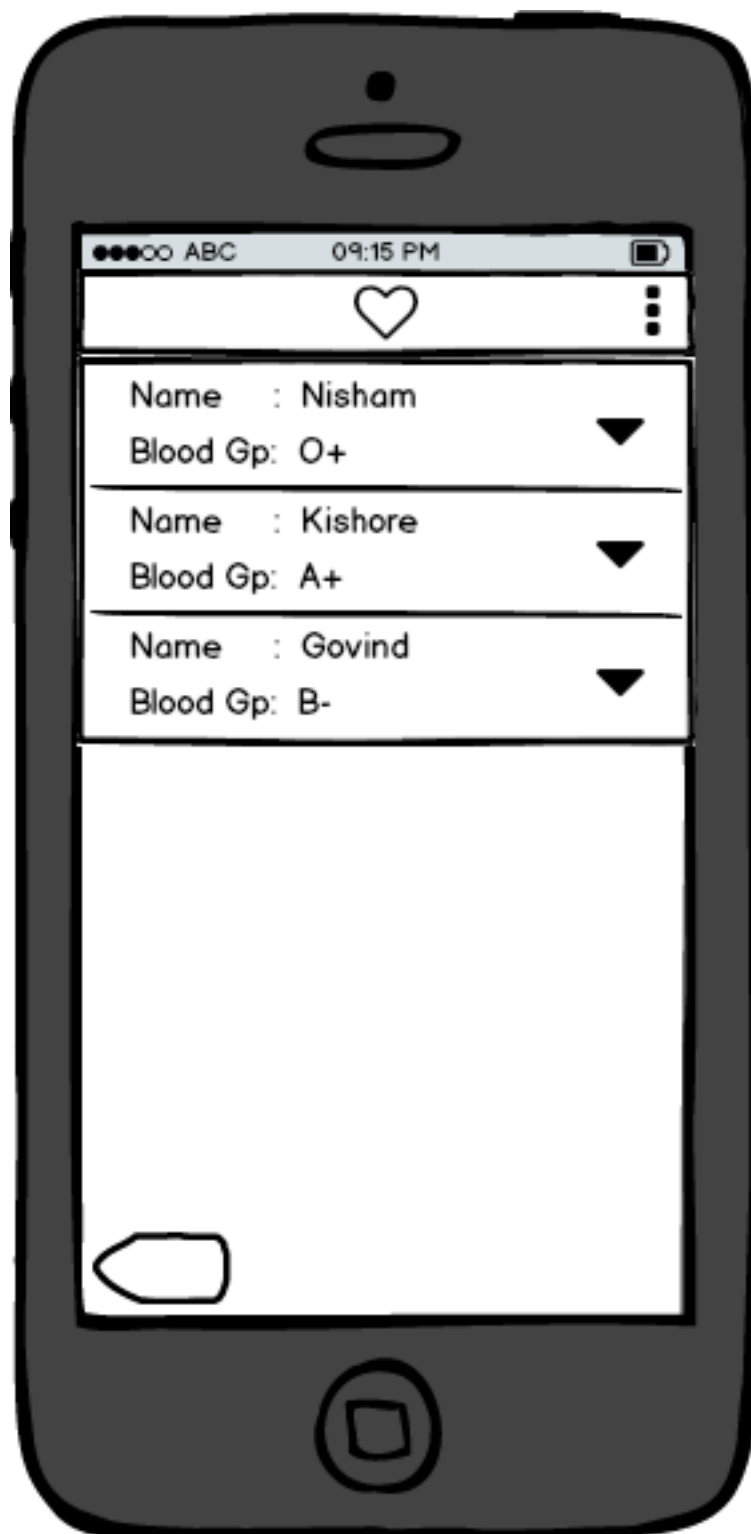 ABC 09:15 PM
Name : Nisham
Blood Gp: O+
Name : Kishore
Blood Gp: A+
Name : Govind
Blood Gp: B-